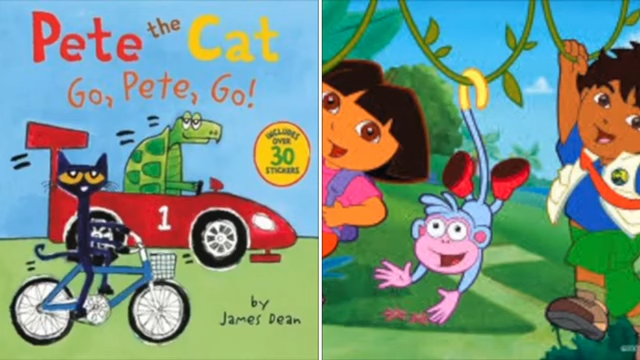 Pete the Cat
Go, Pete, Go!
INCLUDES
OVER
30
STICKERS
1
by
James Dean